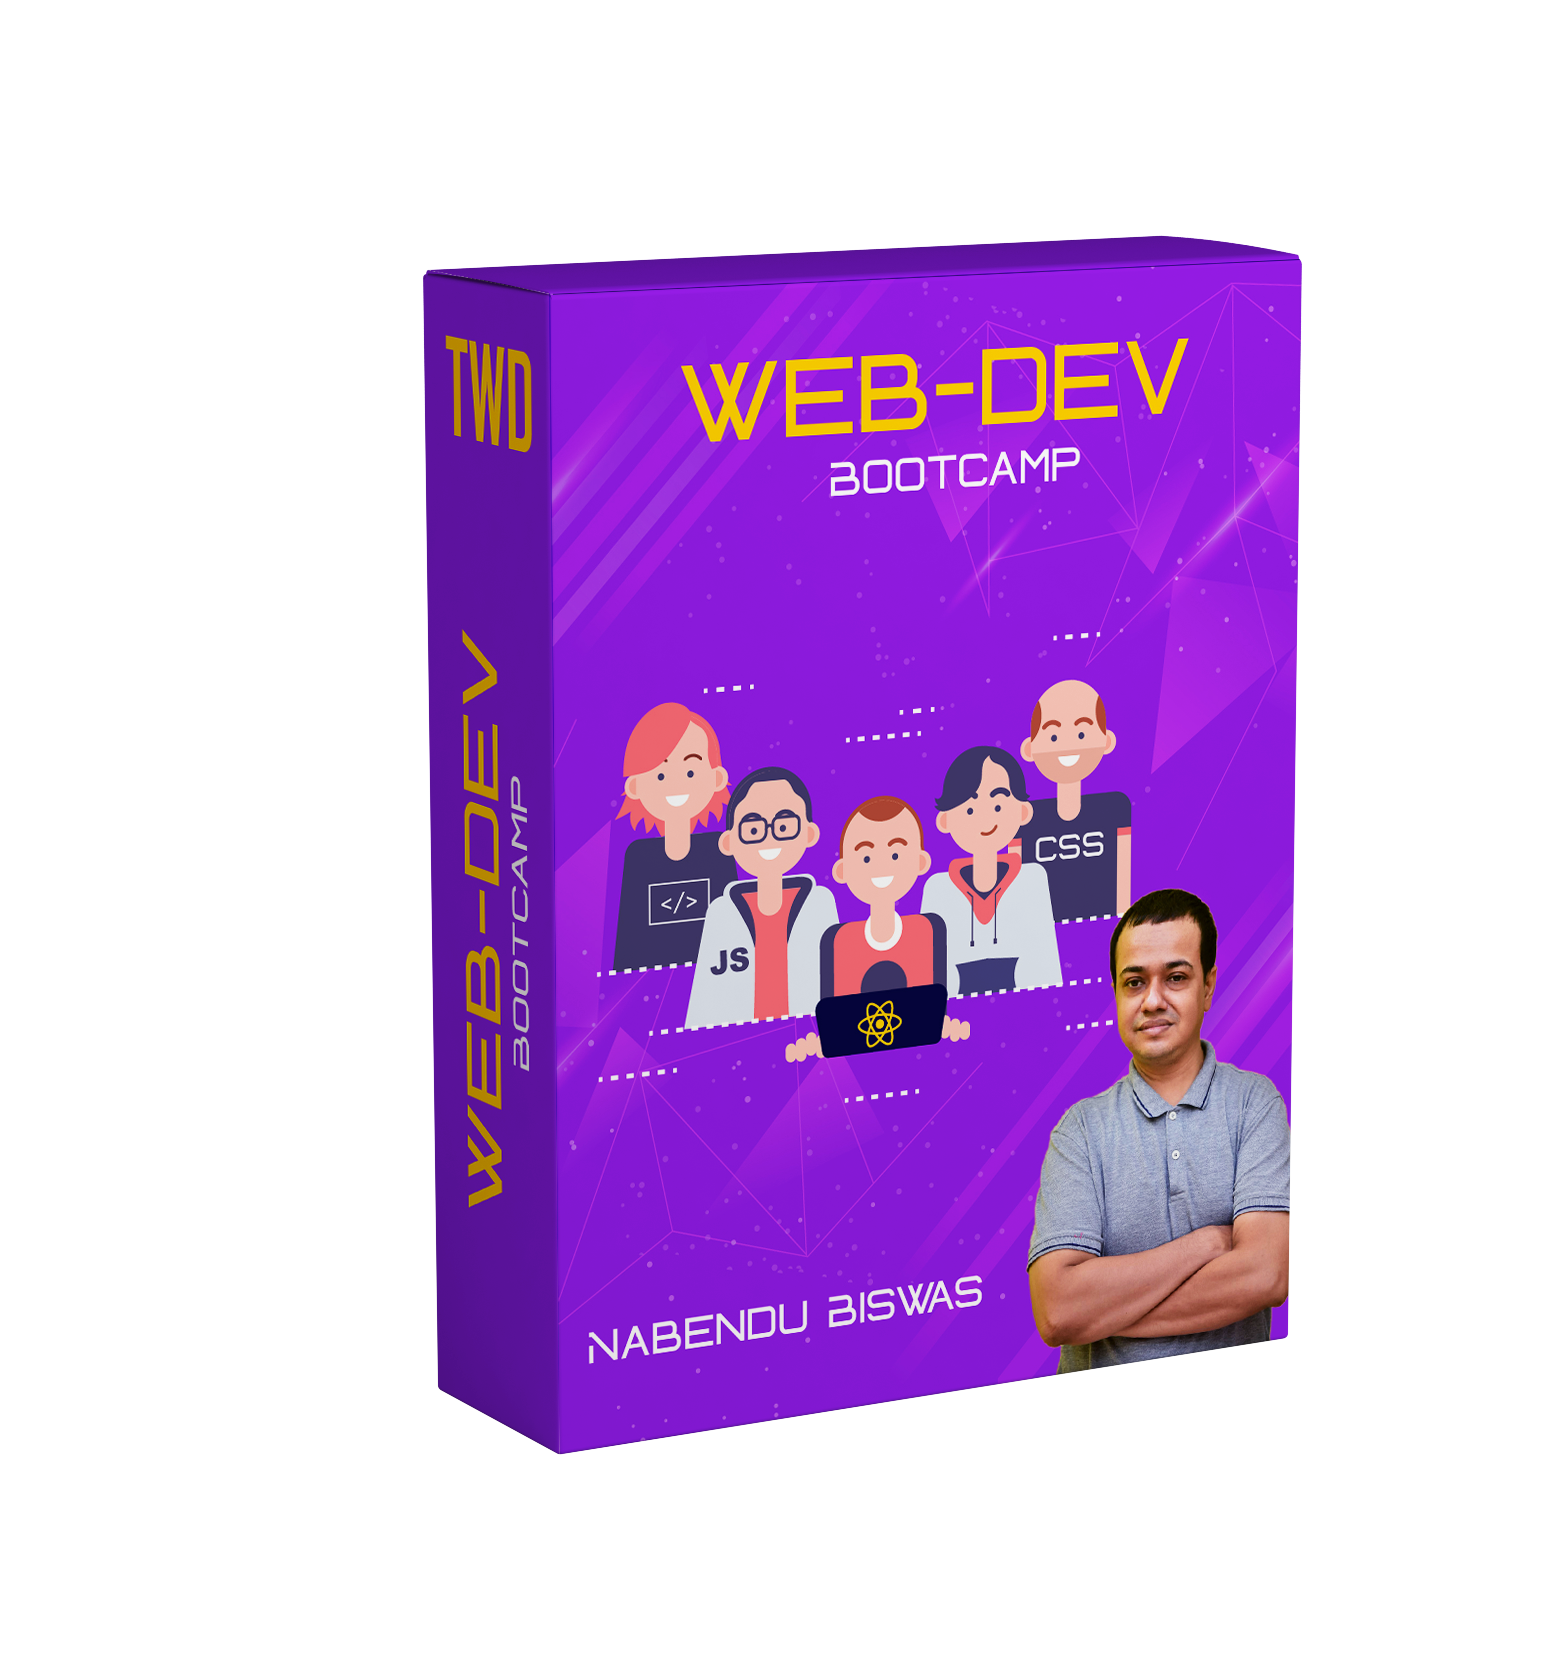 TWD
WEB-DEV
BOOTCAMP
WEB-DEV
BOOTCAMP
CSS
</>
JS
NABENDU BISWAS